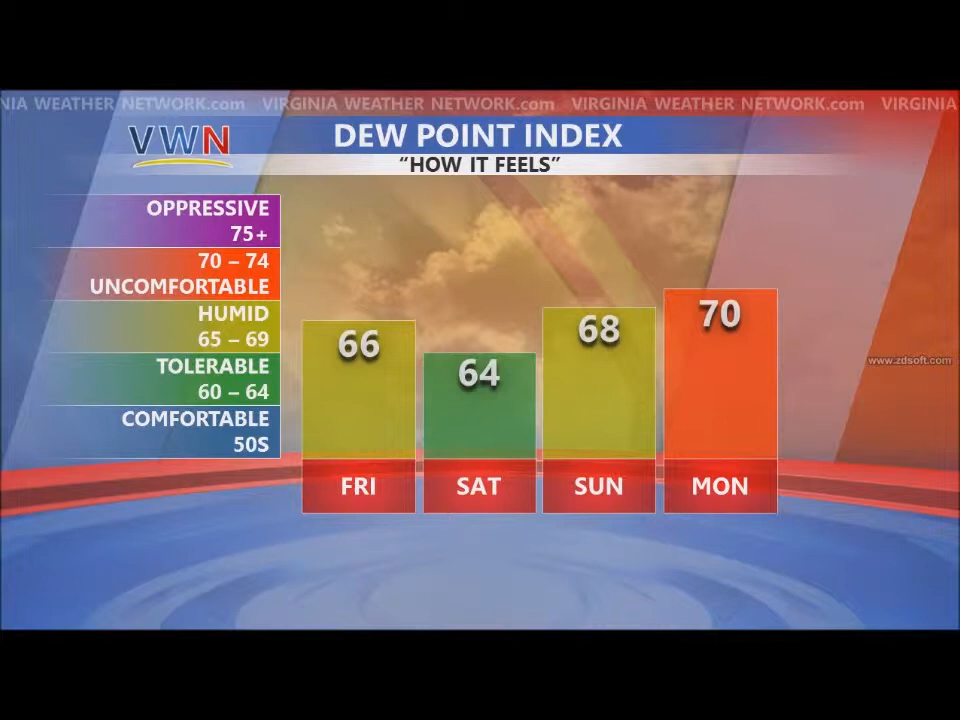 NIA WEATHER NETWORK.com VIRGINIA WEATHER NETWORK.com VIRGINIA WEATHER NETWORK.com VIRGINIA
VWN
DEW POINT INDEX
“HOW IT FEELS”
OPPRESSIVE
75+
70 – 74
UNCOMFORTABLE
HUMID
65 – 69
TOLERABLE
60 – 64
COMFORTABLE
50S
66
64
68
70
www.zdsoft.com
FRI
SAT
SUN
MON